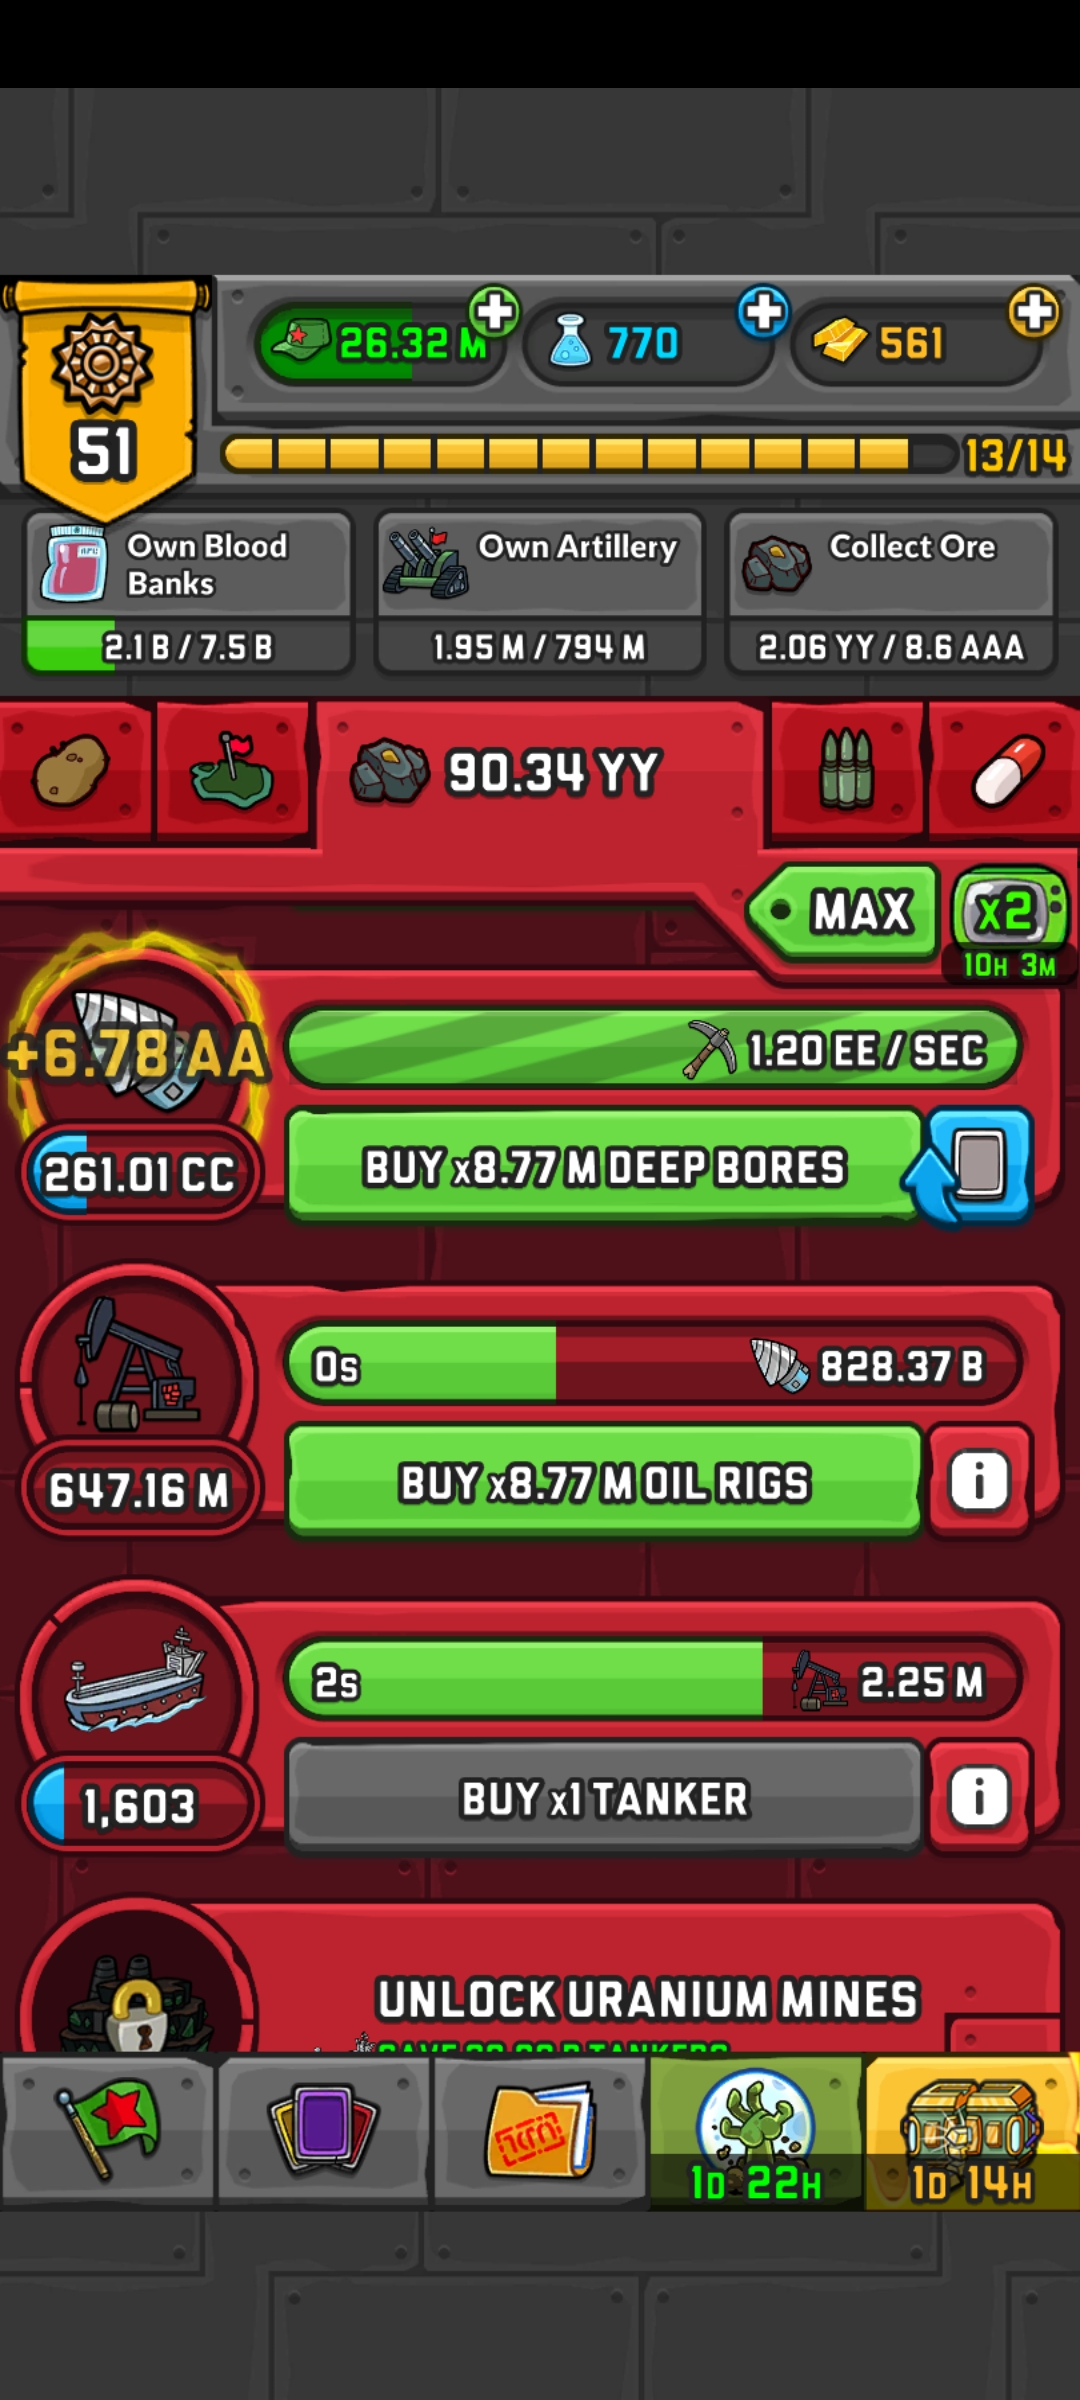 26.32 M
770
561
51
13/14
Own Blood
Banks
Own Artillery
Collect Ore
2.1 B / 7.5 B
1.95 M / 794 M
2.06 YY / 8.6 AAA
90.34 YY
MAX
x2
10H 3M
+6.78 AA
1.20 EE / SEC
261.01 CC
BUY x8.77 M DEEP BORES
0s
828.37 B
647.16 M
BUY x8.77 M OIL RIGS
i
2s
2.25 M
1,603
BUY x1 TANKER
i
UNLOCK URANIUM MINES
1D 22H
1D 14H